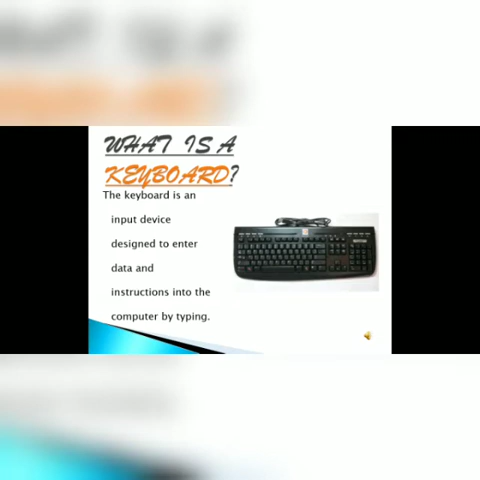 WHAT IS A
KEYBOARD?
The keyboard is an
input device
designed to enter
data and
instructions into the
computer by typing.